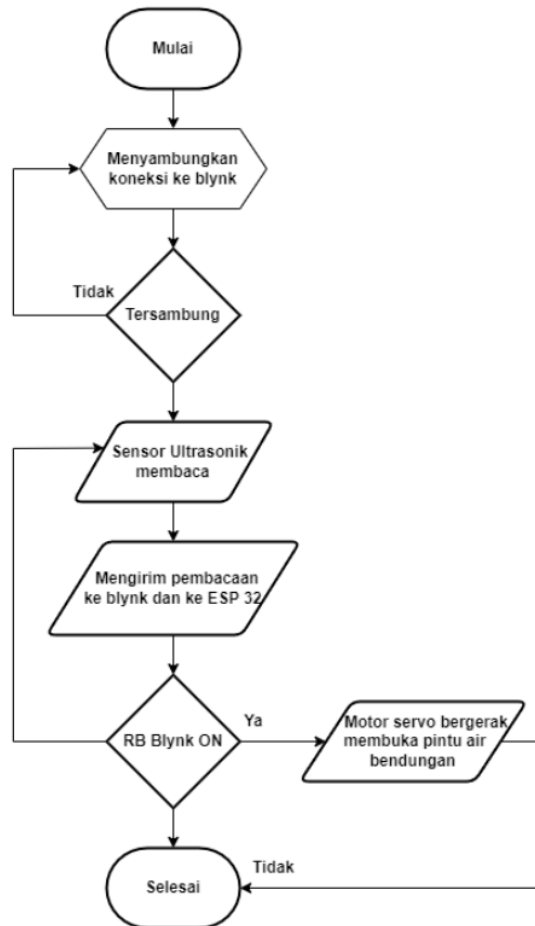 Mulai
Menyambungkan
koneksi ke blynk
Tidak
Tersambung
Sensor Ultrasonik
membaca
Mengirim pembacaan
ke blynk dan ke ESP 32
RB Blynk ON
Ya
Motor servo bergerak
membuka pintu air
bendungan
Selesai
Tidak